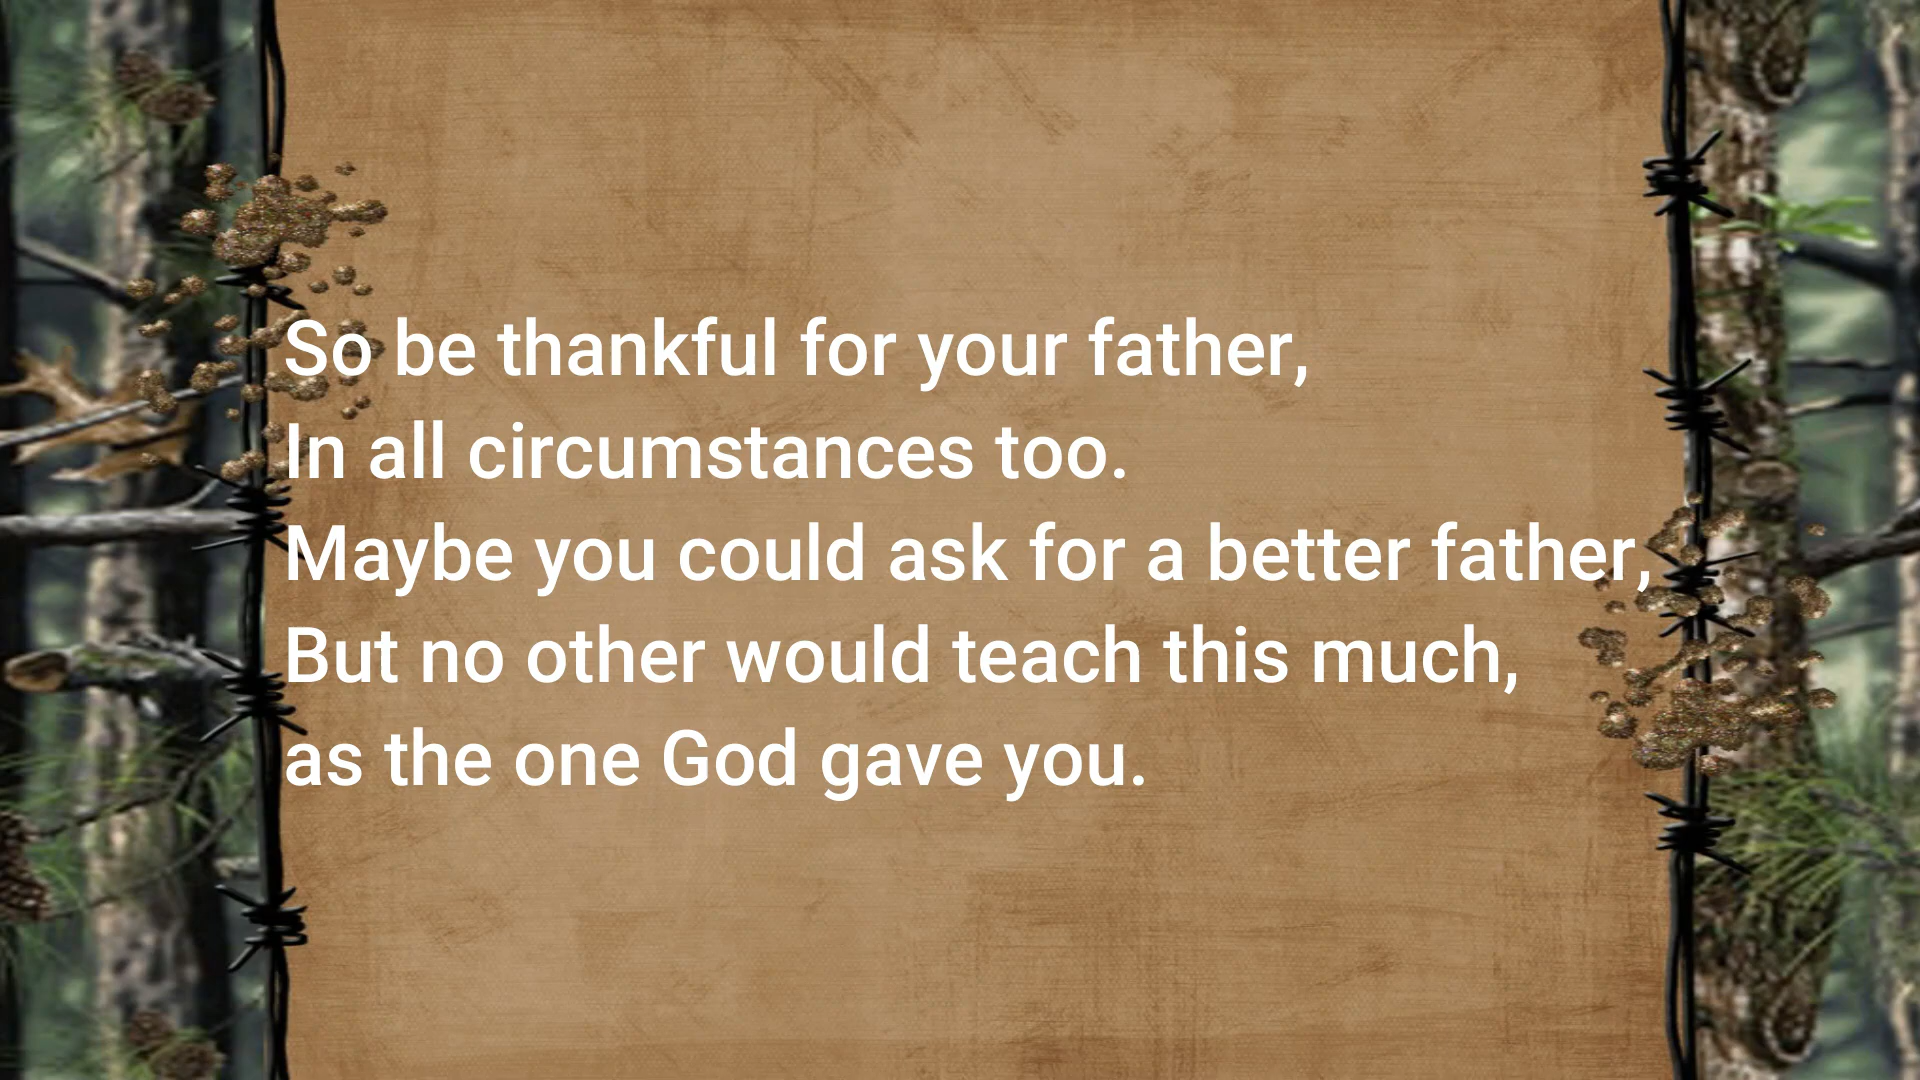 So be thankful for your father,
In all circumstances too.
Maybe you could ask for a better father,
But no other would teach this much,
as the one God gave you.